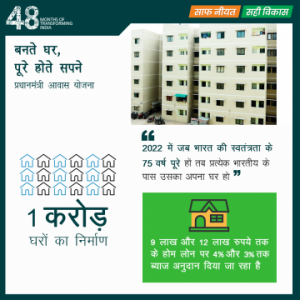 48 MONTHS OF
TRANSFORMING
INDIA
साफ नीयत सही विकास
बनते घर,
पूरे होते सपने
प्रधानमंत्री आवास योजना
“
2022 में जब भारत की स्वतंत्रता के
75 वर्ष पूरे हो तब प्रत्येक भारतीय के
पास उसका अपना घर हो ”
1 करोड़
घरों का निर्माण
9 लाख और 12 लाख रुपये तक
के होम लोन पर 4% और 3% तक
ब्याज अनुदान दिया जा रहा है